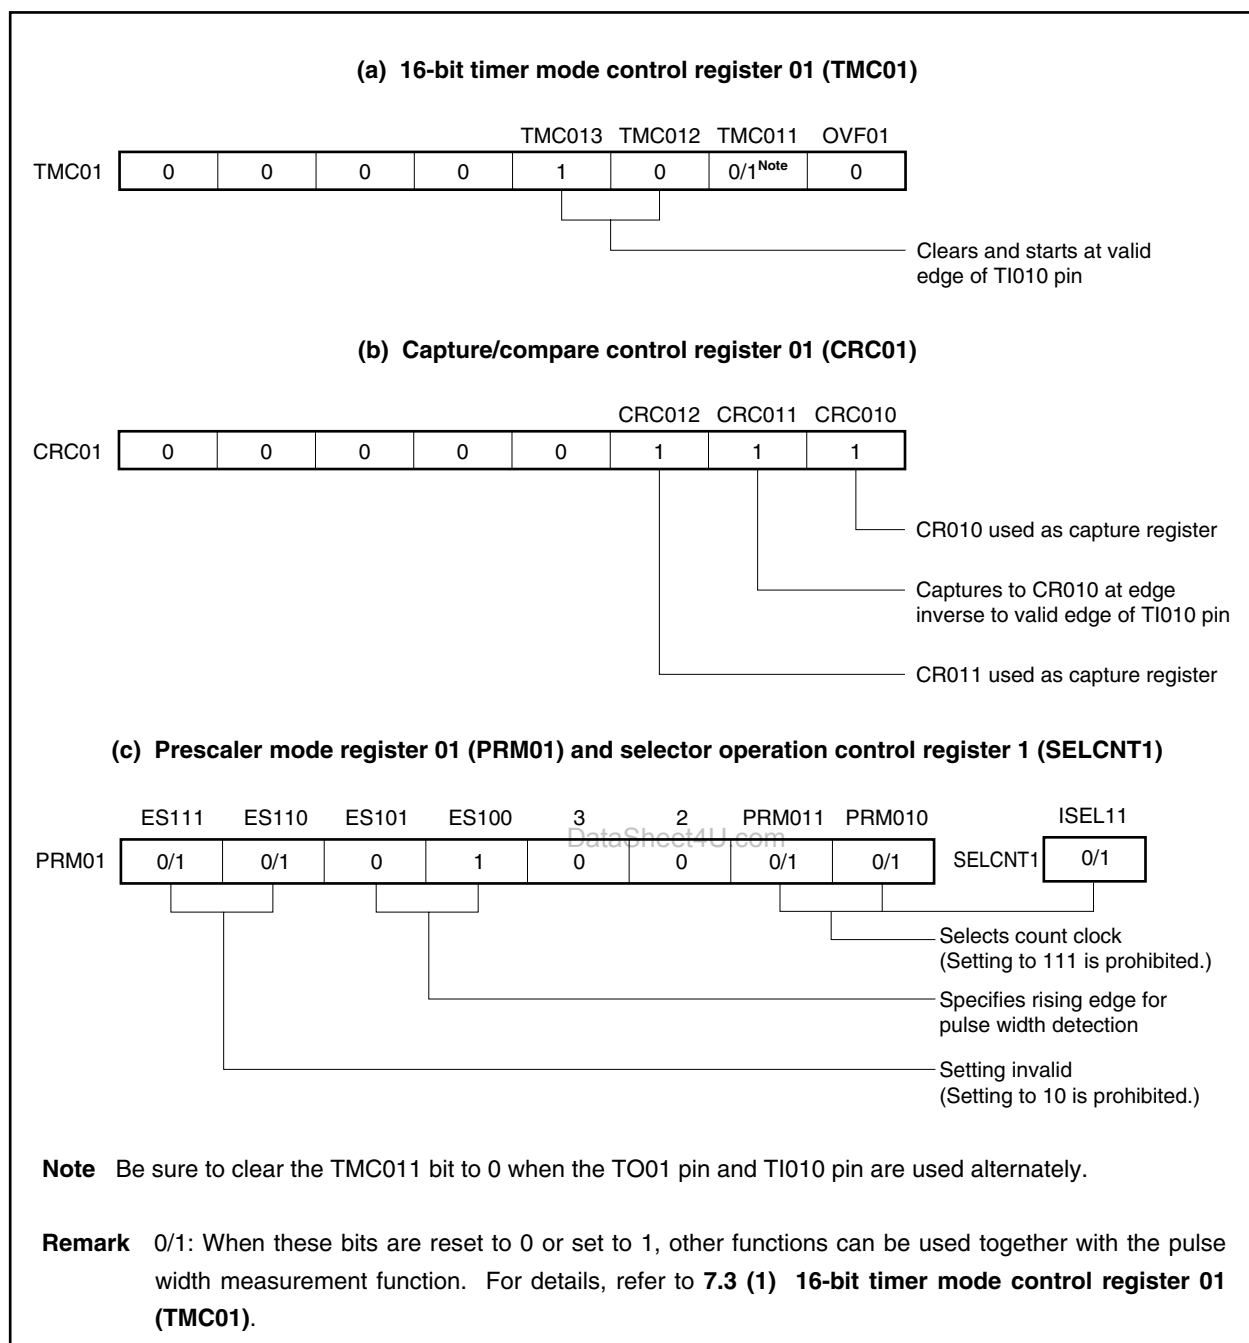 (a) 16-bit timer mode control register 01 (TMC01)
TMC013 TMC012 TMC011 OVF01
TMC01 0 0 0 0 1 0 0/1Note 0
Clears and starts at valid
edge of TI010 pin
(b) Capture/compare control register 01 (CRC01)
CRC012 CRC011 CRC010
CRC01 0 0 0 0 0 1 1 1
CR010 used as capture register
Captures to CR010 at edge
inverse to valid edge of TI010 pin
CR011 used as capture register
(c) Prescaler mode register 01 (PRM01) and selector operation control register 1 (SELCNT1)
ES111 ES110 ES101 ES100 3 2 PRM011 PRM010 ISEL11
DataSheet4U.com
PRM01 0/1 0/1 0 1 0 0 0/1 0/1 SELCNT1 0/1
Selects count clock
(Setting to 111 is prohibited.)
Specifies rising edge for
pulse width detection
Setting invalid
(Setting to 10 is prohibited.)
Note Be sure to clear the TMC011 bit to 0 when the TO01 pin and TI010 pin are used alternately.
Remark 0/1: When these bits are reset to 0 or set to 1, other functions can be used together with the pulse
width measurement function. For details, refer to 7.3 (1) 16-bit timer mode control register 01
(TMC01).